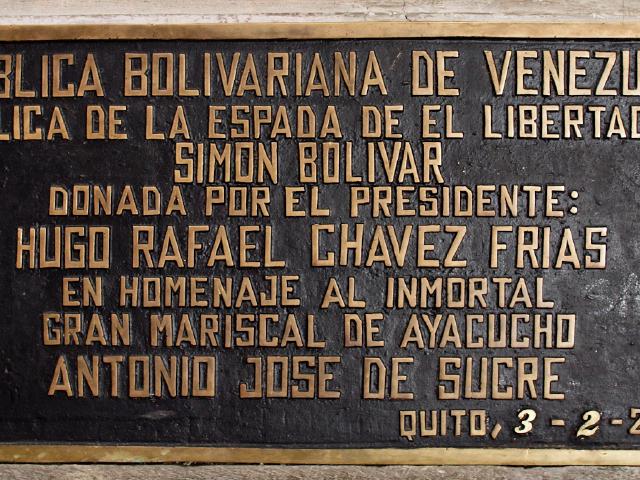 BLICA BOLIVARIANA DE VENEZU
LICA DE LA ESPADA DE EL LIBERTAD
SIMON BOLIVAR
DONADA POR EL PRESIDENTE:
HUGO RAFAEL CHAVEZ FRIAS
EN HOMENAJE AL INMORTAL
GRAN MARISCAL DE AYACUCHO
ANTONIO JOSE DE SUCRE
QUITO, 3 - 2 - 2